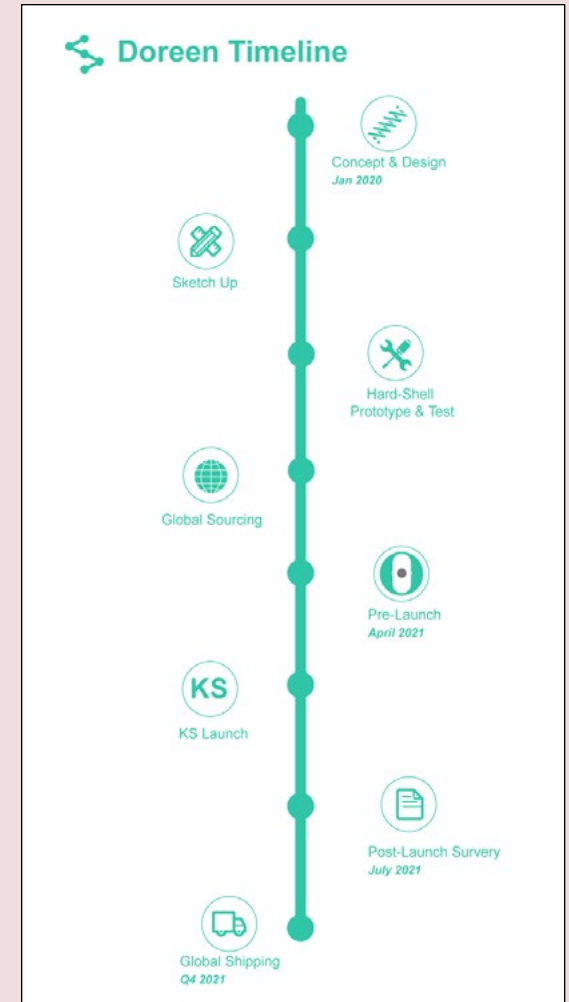 Doreen Timeline
Concept & Design
Jan 2020
Sketch Up
Hard-Shell
Prototype & Test
Global Sourcing
Pre-Launch
April 2021
KS
KS Launch
Post-Launch Survery
July 2021
Global Shipping
Q4 2021